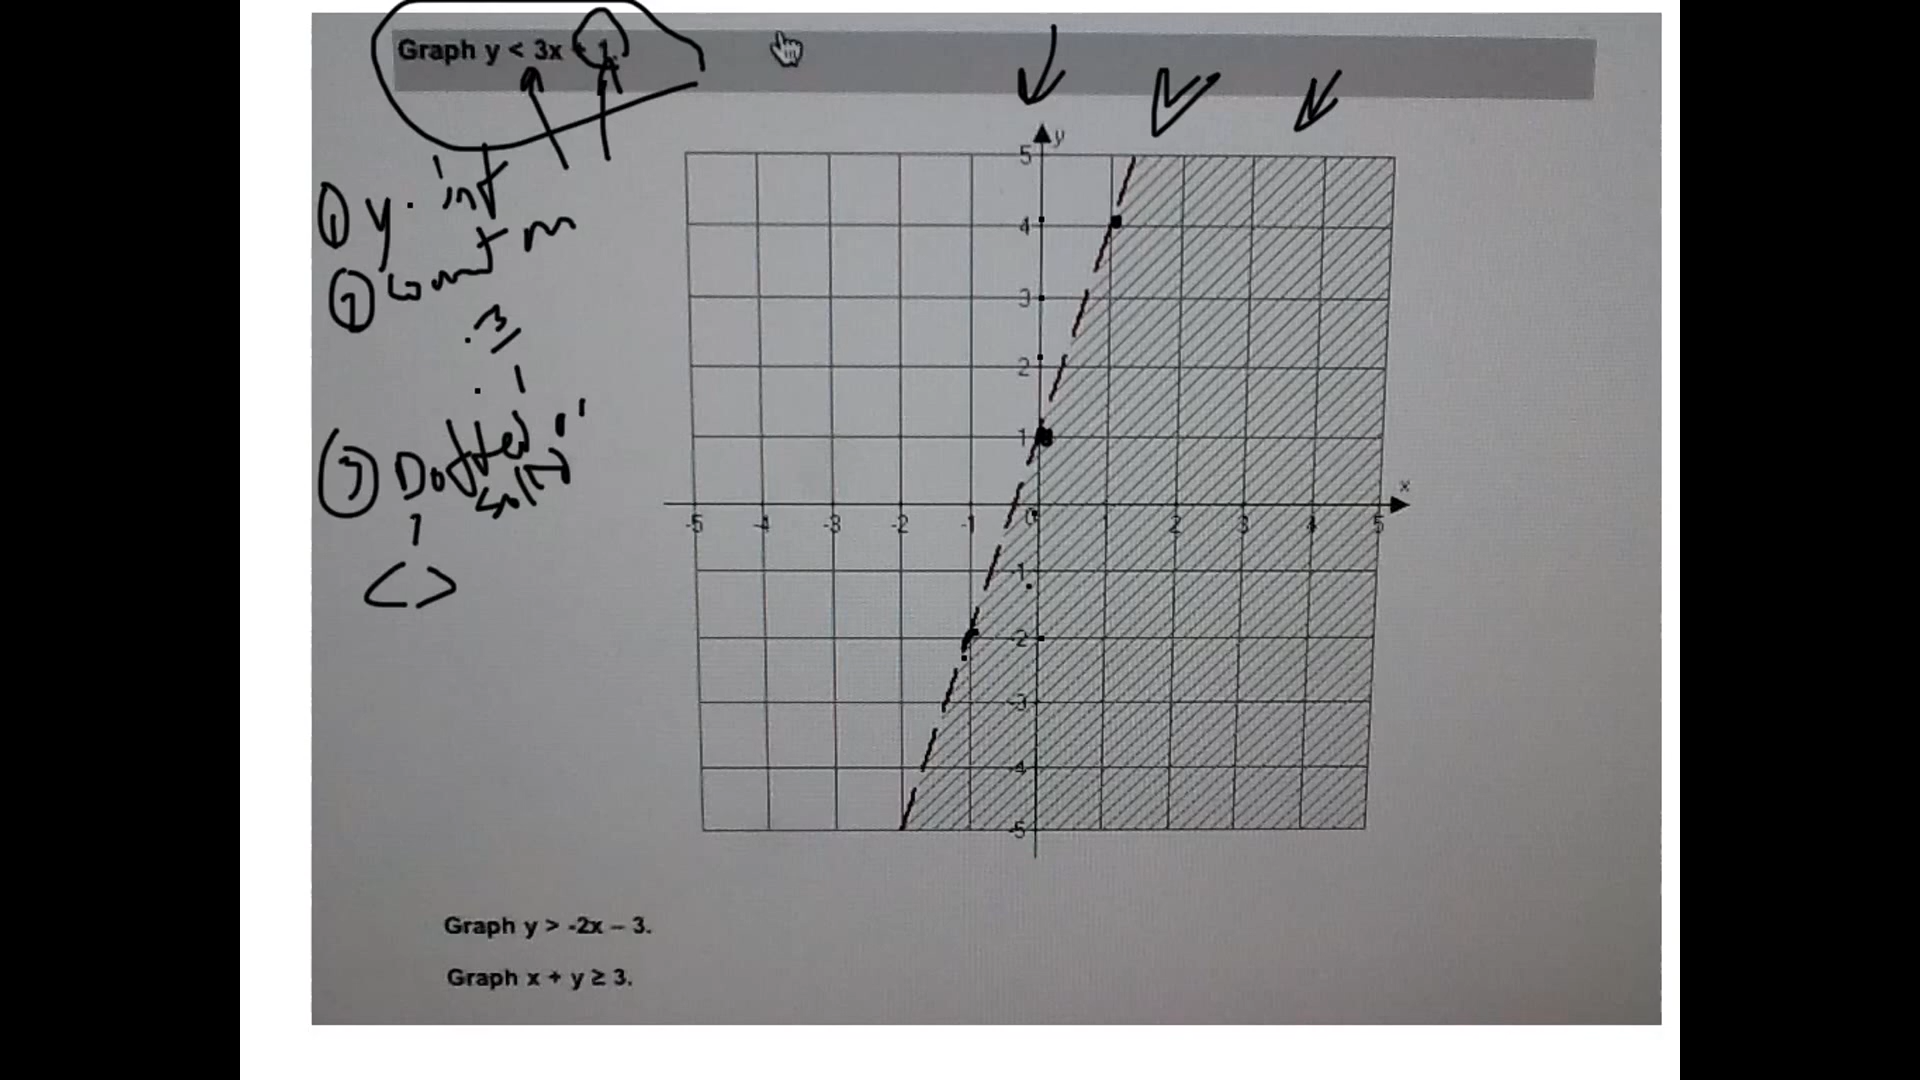 Graph y < 3x + 1.
① y. int
② count m
3
1
③ Dotted
solid
< >
y
5
4
3
2
1
x
-5 -4 -3 -2 -1 0 1 2 3 4 5
-1
-2
-3
-4
-5
Graph y > -2x – 3.
Graph x + y ≥ 3.